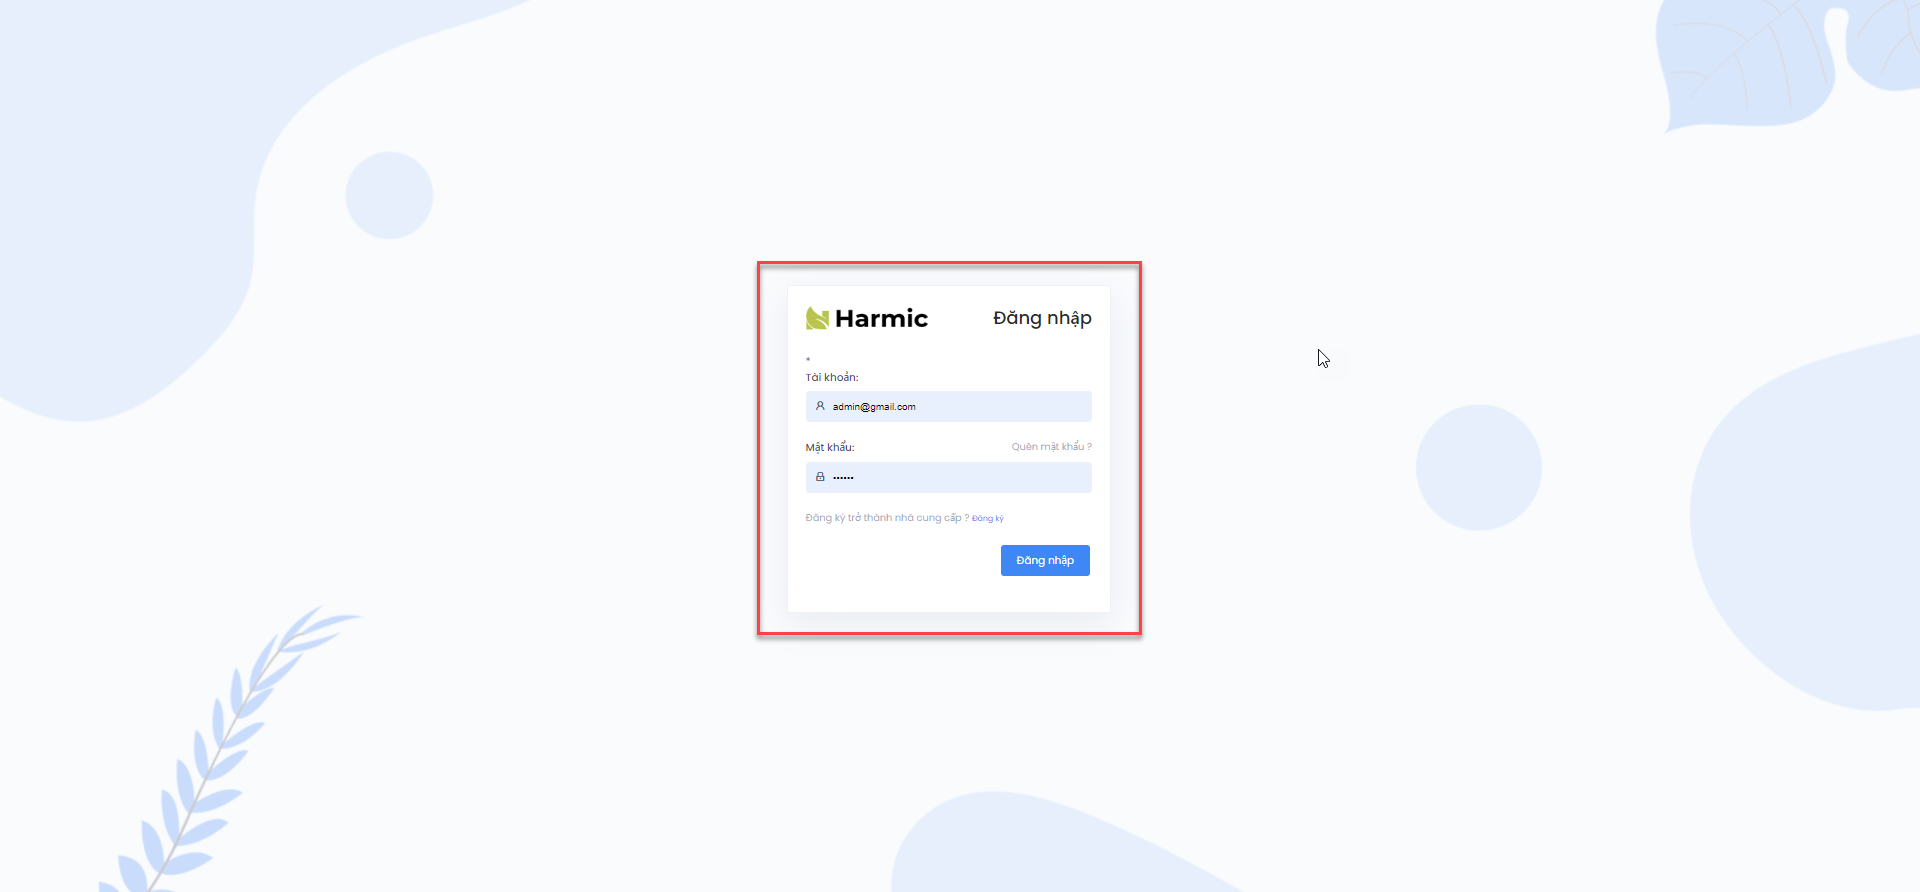 Harmic
Đăng nhập
*
Tài khoản:
admin@gmail.com
Mật khẩu:
Quên mật khẩu ?
••••••
Đăng ký trở thành nhà cung cấp ? Đăng ký
Đăng nhập